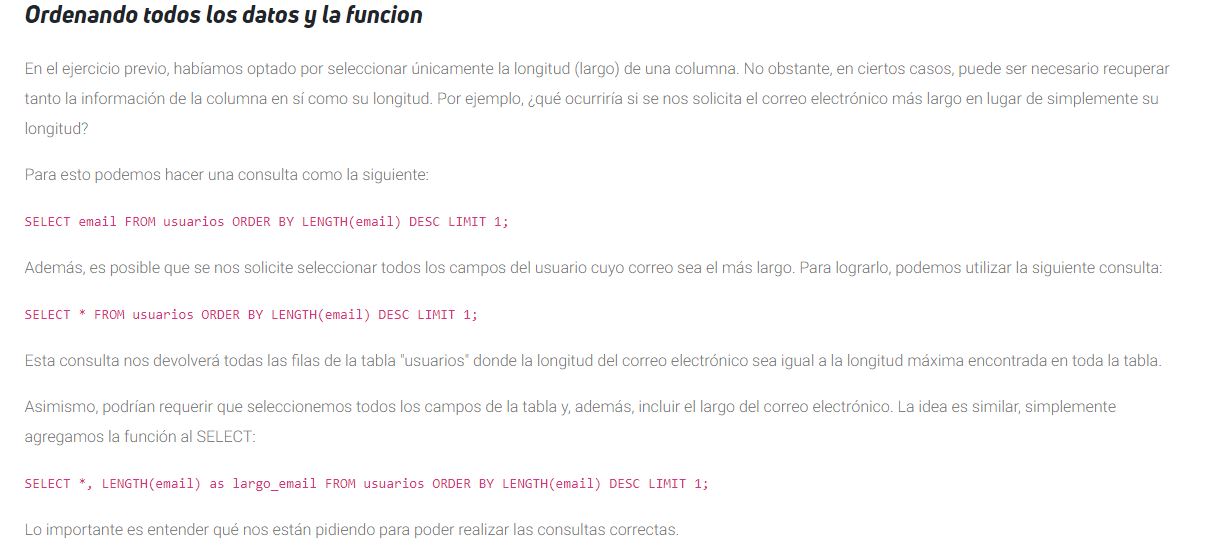 Ordenando todos los datos y la funcion
En el ejercicio previo, habíamos optado por seleccionar únicamente la longitud (largo) de una columna. No obstante, en ciertos casos, puede ser necesario recuperar
tanto la información de la columna en sí como su longitud. Por ejemplo, ¿qué ocurriría si se nos solicita el correo electrónico más largo en lugar de simplemente su
longitud?
Para esto podemos hacer una consulta como la siguiente:
SELECT email FROM usuarios ORDER BY LENGTH(email) DESC LIMIT 1;
Además, es posible que se nos solicite seleccionar todos los campos del usuario cuyo correo sea el más largo. Para lograrlo, podemos utilizar la siguiente consulta:
SELECT * FROM usuarios ORDER BY LENGTH(email) DESC LIMIT 1;
Esta consulta nos devolverá todas las filas de la tabla "usuarios" donde la longitud del correo electrónico sea igual a la longitud máxima encontrada en toda la tabla.
Asimismo, podrían requerir que seleccionemos todos los campos de la tabla y, además, incluir el largo del correo electrónico. La idea es similar, simplemente
agregamos la función al SELECT:
SELECT *, LENGTH(email) as largo_email FROM usuarios ORDER BY LENGTH(email) DESC LIMIT 1;
Lo importante es entender qué nos están pidiendo para poder realizar las consultas correctas.